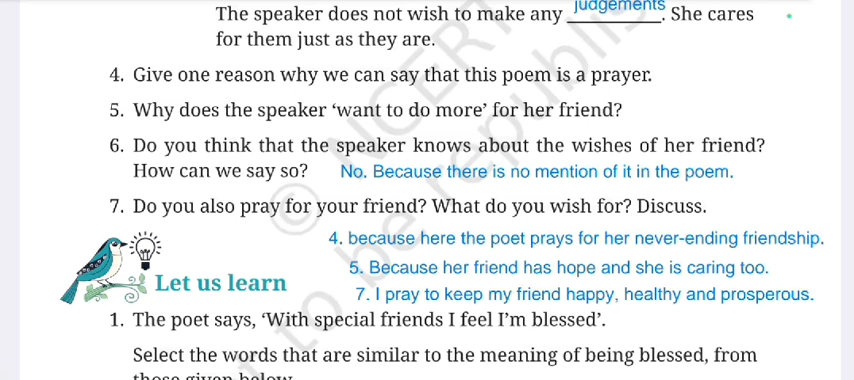 The speaker does not wish to make any judgements. She cares
for them just as they are.
4. Give one reason why we can say that this poem is a prayer.
5. Why does the speaker ‘want to do more’ for her friend?
6. Do you think that the speaker knows about the wishes of her friend?
How can we say so? No. Because there is no mention of it in the poem.
7. Do you also pray for your friend? What do you wish for? Discuss.
4. because here the poet prays for her never-ending friendship.
5. Because her friend has hope and she is caring too.
Let us learn
7. I pray to keep my friend happy, healthy and prosperous.
1. The poet says, ‘With special friends I feel I’m blessed’.
Select the words that are similar to the meaning of being blessed, from
those given below
© NCERT
to be republis